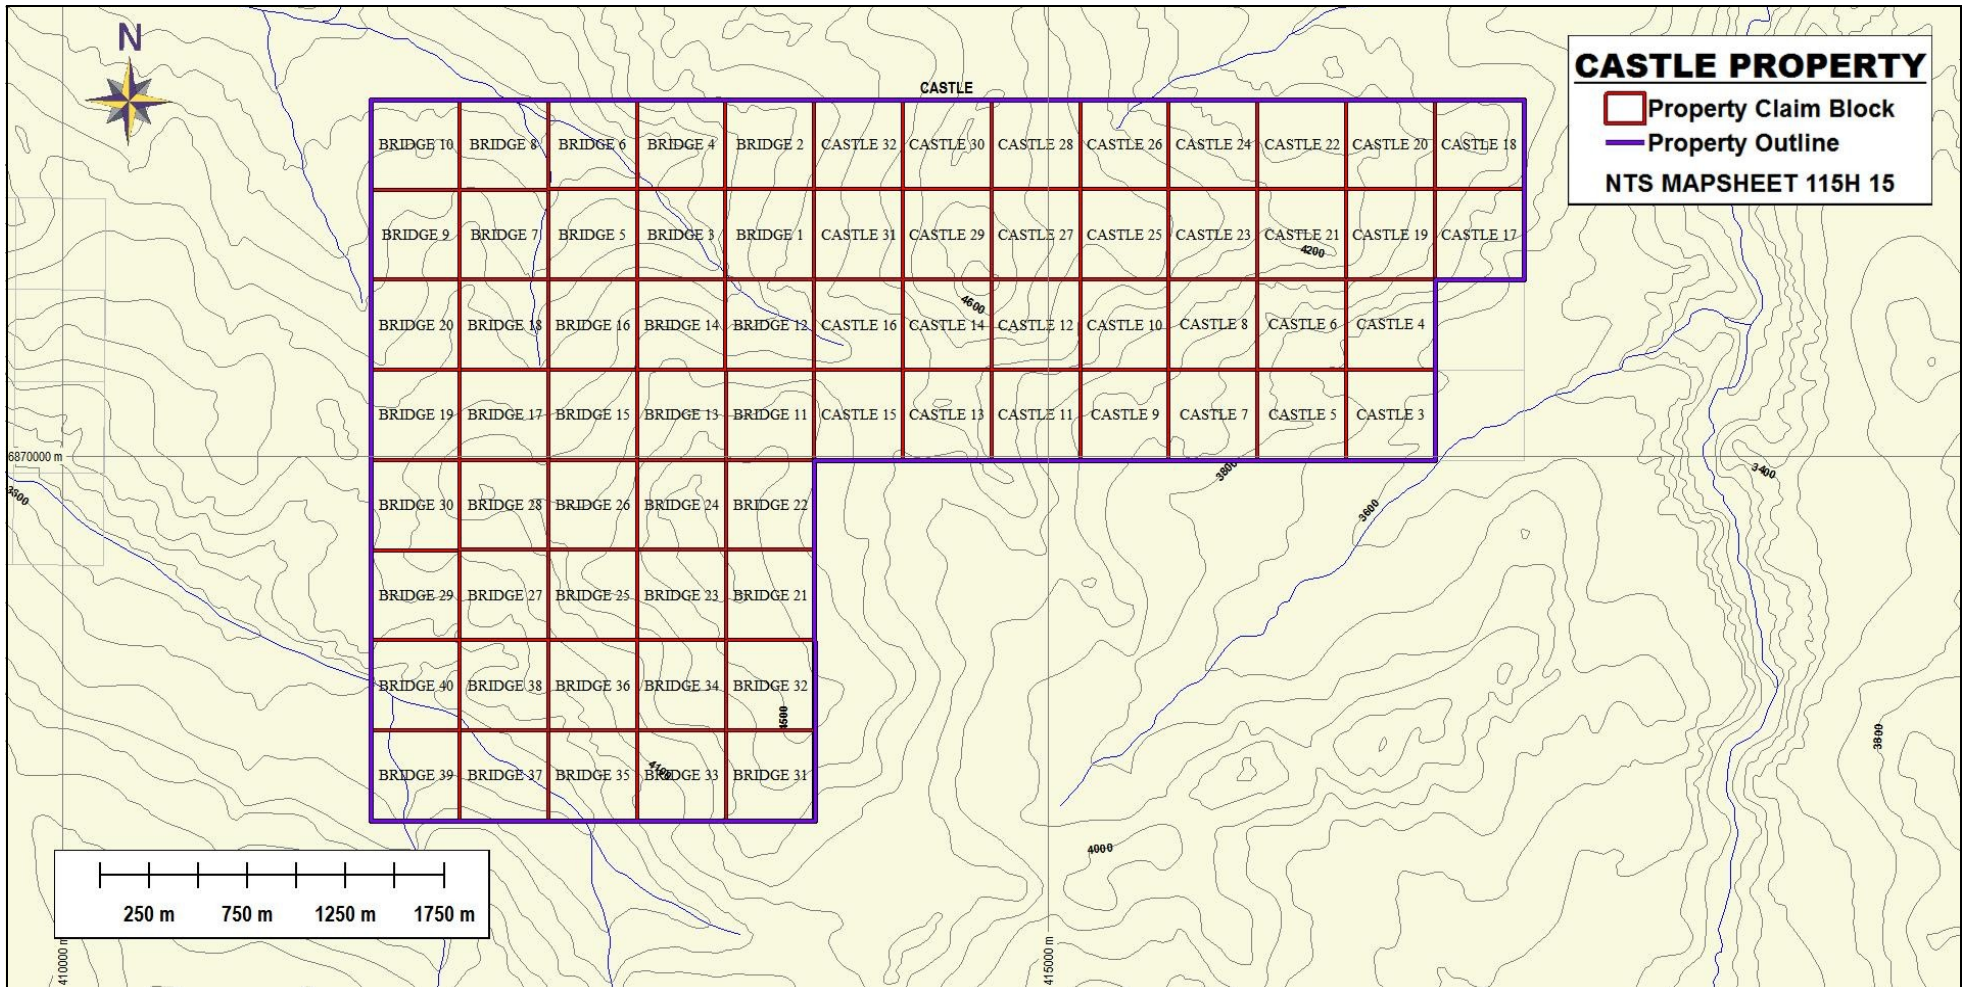 N
CASTLE
CASTLE PROPERTY
Property Claim Block
Property Outline
NTS MAPSHEET 115H 15
BRIDGE 10 BRIDGE 8 BRIDGE 6 BRIDGE 4 BRIDGE 2 CASTLE 32 CASTLE 30 CASTLE 28 CASTLE 26 CASTLE 24 CASTLE 22 CASTLE 20 CASTLE 18
BRIDGE 9 BRIDGE 7 BRIDGE 5 BRIDGE 3 BRIDGE 1 CASTLE 31 CASTLE 29 CASTLE 27 CASTLE 25 CASTLE 23 CASTLE 21 CASTLE 19 CASTLE 17
4200
4600
BRIDGE 20 BRIDGE 18 BRIDGE 16 BRIDGE 14 BRIDGE 12 CASTLE 16 CASTLE 14 CASTLE 12 CASTLE 10 CASTLE 8 CASTLE 6 CASTLE 4
BRIDGE 19 BRIDGE 17 BRIDGE 15 BRIDGE 13 BRIDGE 11 CASTLE 15 CASTLE 13 CASTLE 11 CASTLE 9 CASTLE 7 CASTLE 5 CASTLE 3
6870000 m
3800
3400
BRIDGE 30 BRIDGE 28 BRIDGE 26 BRIDGE 24 BRIDGE 22
3600
BRIDGE 29 BRIDGE 27 BRIDGE 25 BRIDGE 23 BRIDGE 21
BRIDGE 40 BRIDGE 38 BRIDGE 36 BRIDGE 34 BRIDGE 32
4500
3800
BRIDGE 39 BRIDGE 37 BRIDGE 35 BRIDGE 33 BRIDGE 31
4100
4000
250 m 750 m 1250 m 1750 m
410000 m
415000 m